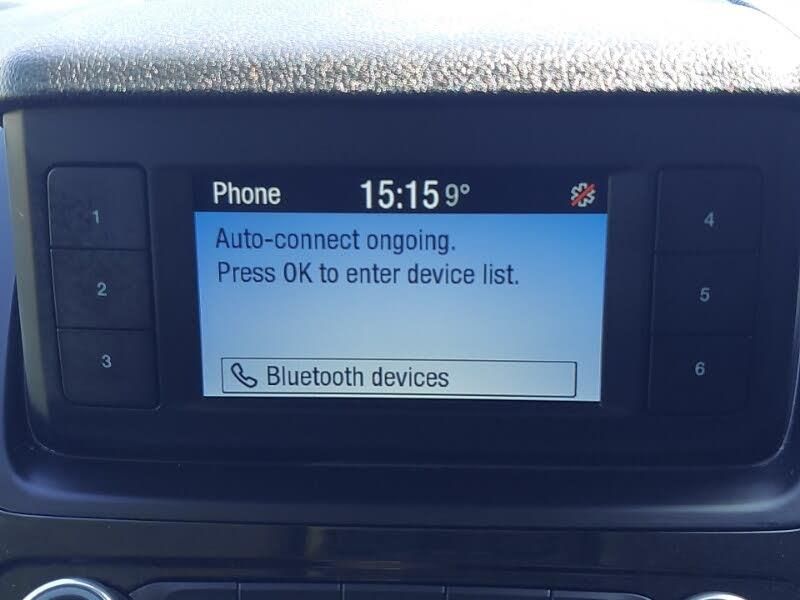 Phone 15:15 9°
Auto-connect ongoing.
Press OK to enter device list.
Bluetooth devices
1
2
3
4
5
6